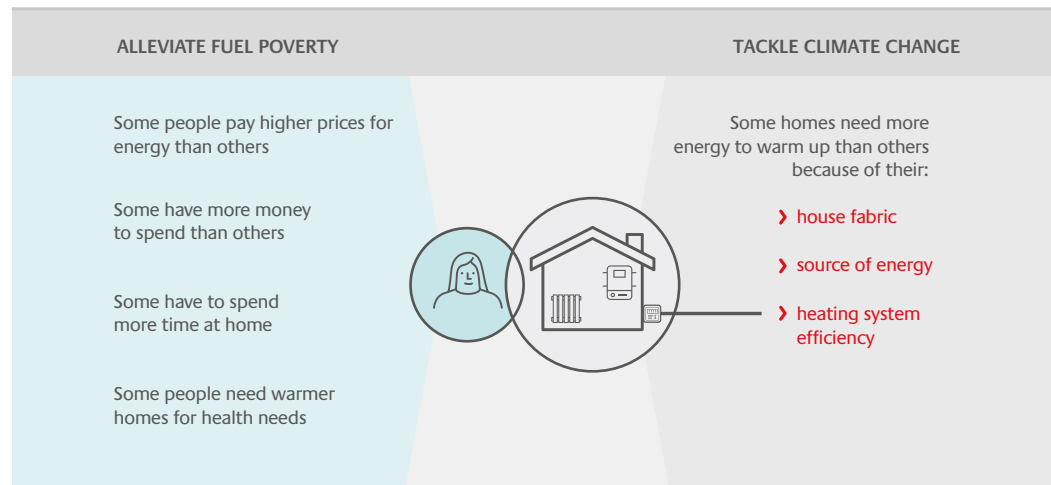 ALLEVIATE FUEL POVERTY
TACKLE CLIMATE CHANGE
Some people pay higher prices for
energy than others
Some have more money
to spend than others
Some have to spend
more time at home
Some people need warmer
homes for health needs
Some homes need more
energy to warm up than others
because of their:
house fabric
source of energy
heating system
efficiency